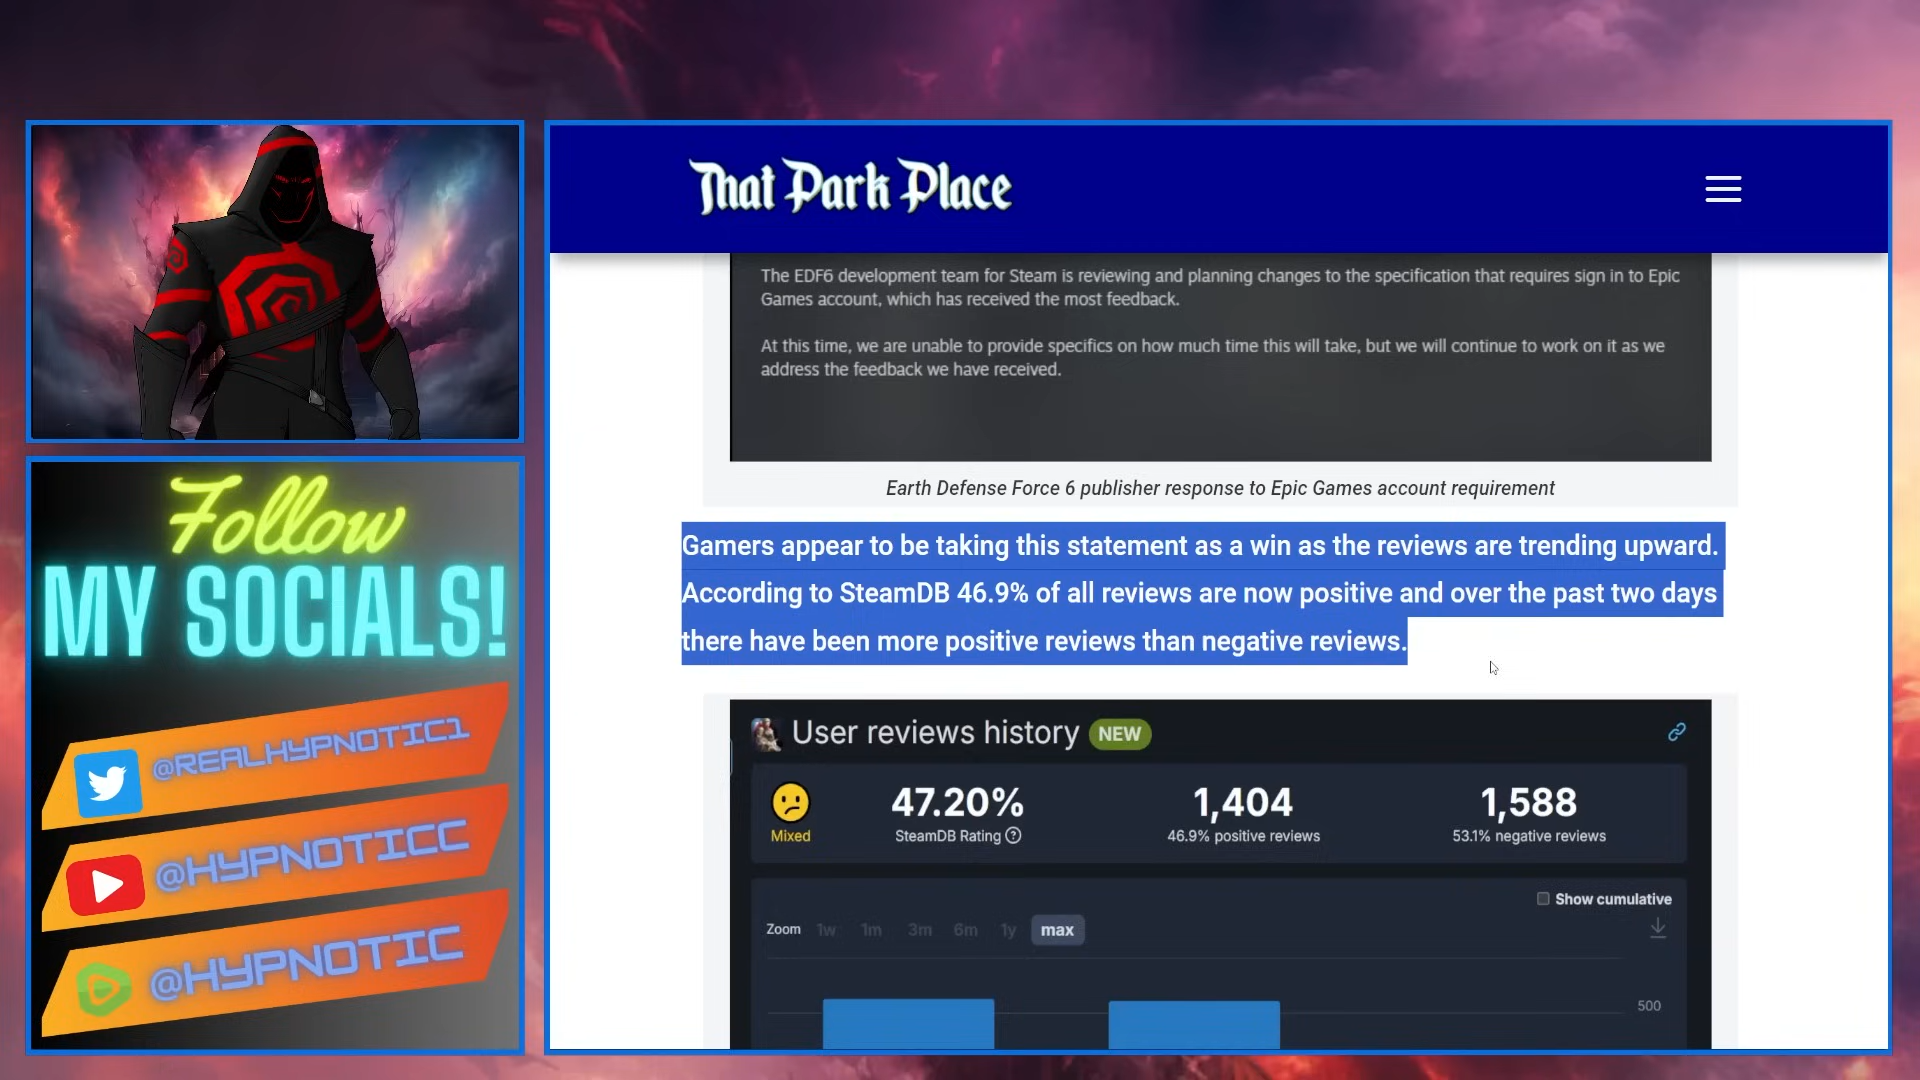 That Park Place
The EDF6 development team for Steam is reviewing and planning changes to the specification that requires sign in to Epic
Games account, which has received the most feedback.
At this time, we are unable to provide specifics on how much time this will take, but we will continue to work on it as we
address the feedback we have received.
Earth Defense Force 6 publisher response to Epic Games account requirement
Gamers appear to be taking this statement as a win as the reviews are trending upward.
According to SteamDB 46.9% of all reviews are now positive and over the past two days
there have been more positive reviews than negative reviews.
User reviews history NEW
47.20% 1,404 1,588
Mixed SteamDB Rating ? 46.9% positive reviews 53.1% negative reviews
Show cumulative
Zoom 1w 1m 3m 6m 1y max
500
Follow
MY SOCIALS!
@REALHYPNOTIC1
@HYPNOTICC
@HYPNOTIC